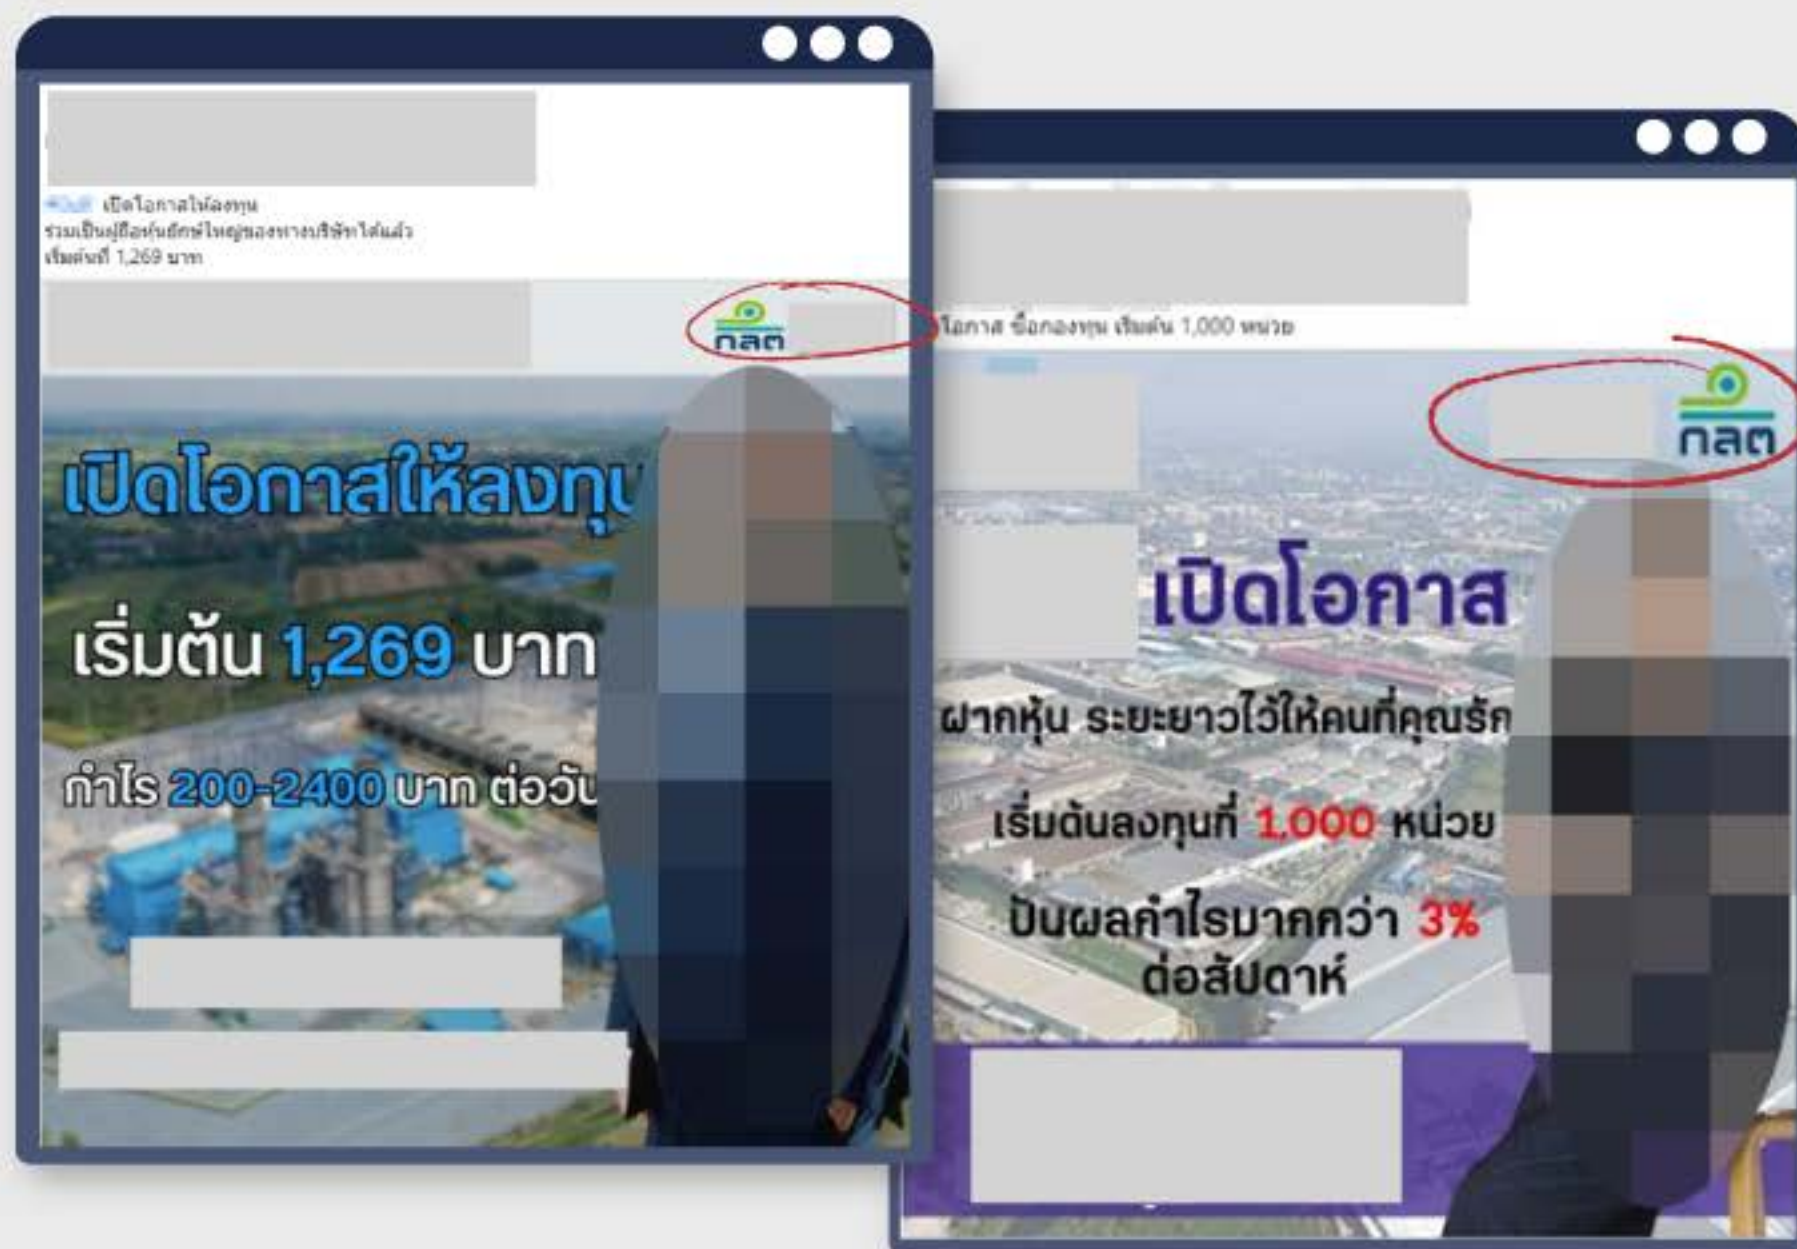 เปิดโอกาสให้ลงทุน
ร่วมเป็นผู้ถือหุ้นยักษ์ใหญ่ของทางบริษัทได้แล้ว
เริ่มต้นที่ 1,269 บาท
กลต
เปิดโอกาสให้ลงทุน
เริ่มต้น 1,269 บาท
กำไร 200-2400 บาท ต่อวัน
โอกาส ซื้อกองทุน เริ่มต้น 1,000 หน่วย
กลต
เปิดโอกาส
ฝากหุ้น ระยะยาวไว้ให้คนที่คุณรัก
เริ่มต้นลงทุนที่ 1,000 หน่วย
ปันผลกำไรมากกว่า 3%
ต่อสัปดาห์